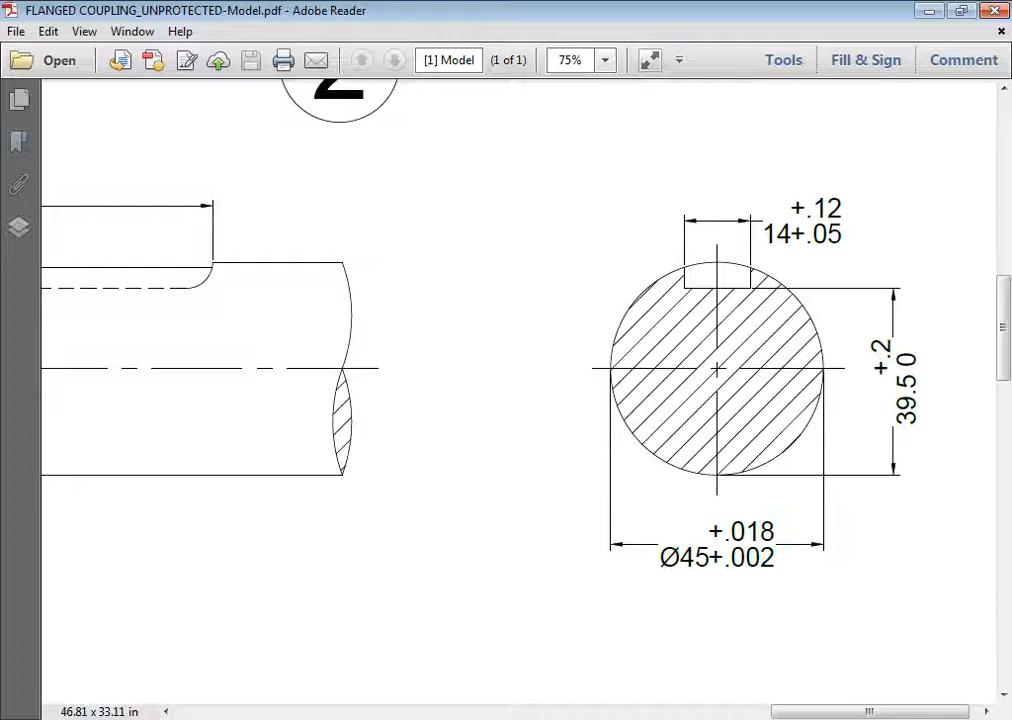 FLANGED COUPLING_UNPROTECTED-Model.pdf - Adobe Reader
File Edit View Window Help
Open [1] Model (1 of 1) 75% Tools Fill & Sign Comment
2
+.12
14+.05
+.2
39.5 0
+.018
Ø45+.002
46.81 x 33.11 in